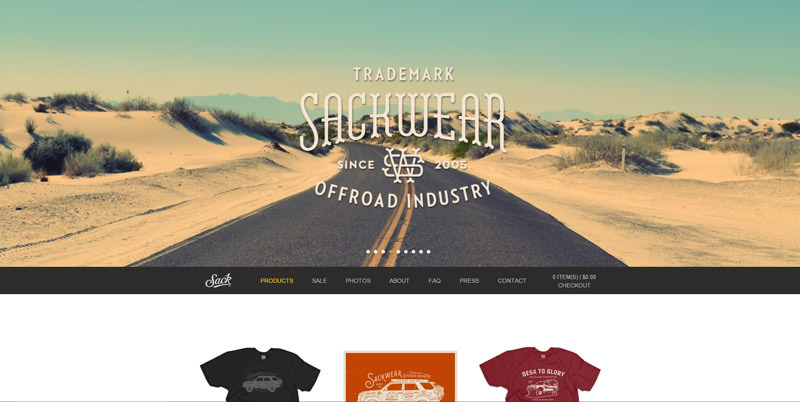 TRADEMARK
SACKWEAR
SINCE SW 2005
OFFROAD INDUSTRY
Sack
PRODUCTS
SALE
PHOTOS
ABOUT
FAQ
PRESS
CONTACT
0 ITEM(S) | $0.00
CHECKOUT
SACKWEAR
DESK TO GLORY